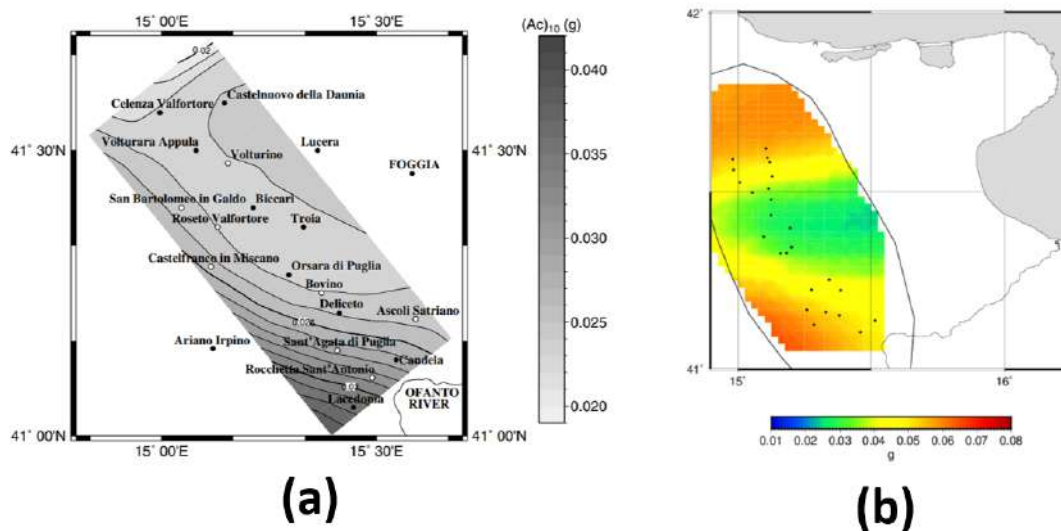 15° 00'E
15° 30'E
(Ac)10 (g)
0.02
0.040
Celenza Valfortore
Castelnuovo della Daunia
Volturara Appula
Lucera
41° 30'N
41° 30'N
0.035
Volturino
FOGGIA
San Bartolomeo in Galdo
Biccari
Roseto Valfortore
Troia
0.030
Castelfranco in Miscano
Orsara di Puglia
Bovino
Deliceto
Ascoli Satriano
0.025
Ariano Irpino
Sant'Agata di Puglia
Candela
Rocchetta Sant'Antonio
OFANTO
RIVER
Lacedonia
0.020
41° 00'N
41° 00'N
15° 00'E
15° 30'E
(a)
42°
41°
15°
16°
0.01 0.02 0.03 0.04 0.05 0.06 0.07 0.08
g
(b)